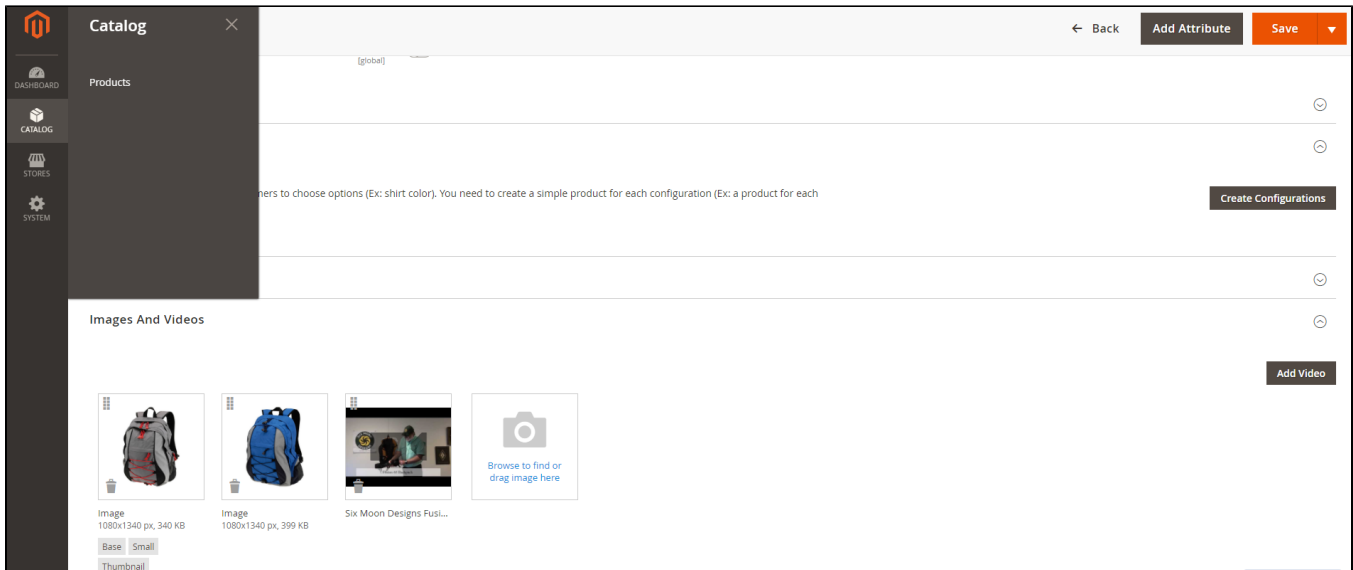 Catalog
← Back
Add Attribute
Save
DASHBOARD
Products
[global]
CATALOG
STORES
ners to choose options (Ex: shirt color). You need to create a simple product for each configuration (Ex: a product for each
Create Configurations
SYSTEM
Images And Videos
Add Video
Browse to find or
drag image here
Image
Image
Six Moon Designs Fusi...
1080x1340 px, 340 KB
1080x1340 px, 399 KB
Base
Small
Thumbnail